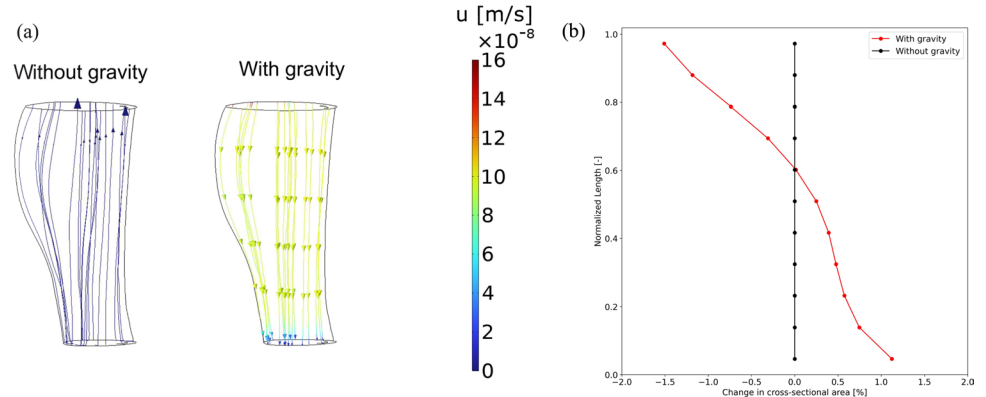 (a)
Without gravity
With gravity
u [m/s]
×10⁻⁸
16
14
12
10
8
6
4
2
0
(b)
With gravity
Without gravity
1.0
0.8
0.6
0.4
0.2
0.0
Normalized Length [-]
−2.0 −1.5 −1.0 −0.5 0.0 0.5 1.0 1.5 2.0
Change in cross-sectional area [%]